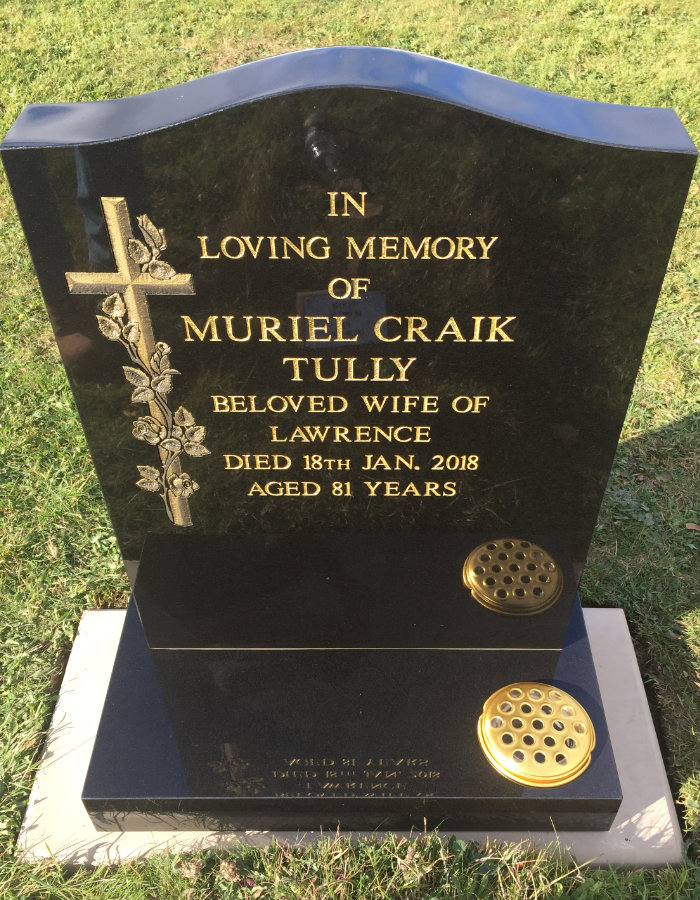 IN
LOVING MEMORY
OF
MURIEL CRAIK
TULLY
BELOVED WIFE OF
LAWRENCE
DIED 18TH JAN. 2018
AGED 81 YEARS